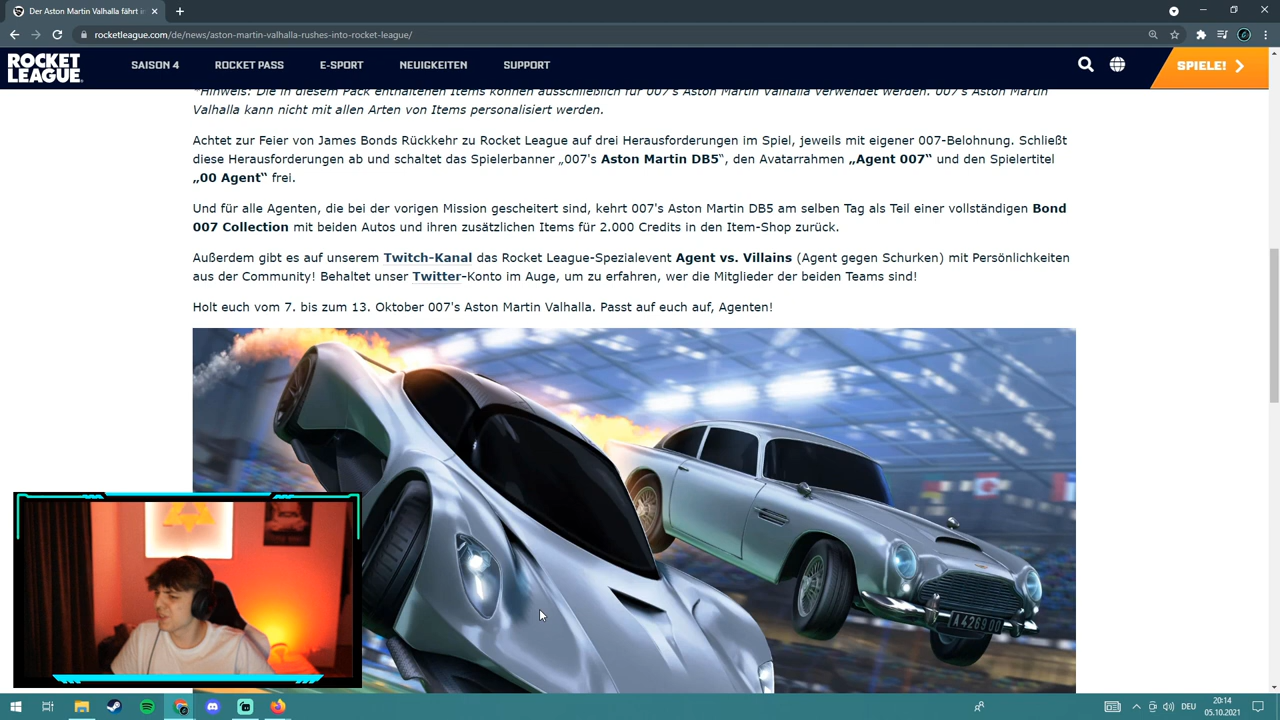 Der Aston Martin Valhalla fährt in
rocketleague.com/de/news/aston-martin-valhalla-rushes-into-rocket-league/
ROCKET
LEAGUE
SAISON 4
ROCKET PASS
E-SPORT
NEUIGKEITEN
SUPPORT
SPIELE!
*Hinweis: Die in diesem Pack enthaltenen Items können ausschließlich für 007's Aston Martin Valhalla verwendet werden. 007's Aston Martin
Valhalla kann nicht mit allen Arten von Items personalisiert werden.
Achtet zur Feier von James Bonds Rückkehr zu Rocket League auf drei Herausforderungen im Spiel, jeweils mit eigener 007-Belohnung. Schließt
diese Herausforderungen ab und schaltet das Spielerbanner „007's Aston Martin DB5“, den Avatarrahmen „Agent 007“ und den Spielertitel
„00 Agent“ frei.
Und für alle Agenten, die bei der vorigen Mission gescheitert sind, kehrt 007's Aston Martin DB5 am selben Tag als Teil einer vollständigen Bond
007 Collection mit beiden Autos und ihren zusätzlichen Items für 2.000 Credits in den Item-Shop zurück.
Außerdem gibt es auf unserem Twitch-Kanal das Rocket League-Spezialevent Agent vs. Villains (Agent gegen Schurken) mit Persönlichkeiten
aus der Community! Behaltet unser Twitter-Konto im Auge, um zu erfahren, wer die Mitglieder der beiden Teams sind!
Holt euch vom 7. bis zum 13. Oktober 007's Aston Martin Valhalla. Passt auf euch auf, Agenten!
A4269 00
DEU
20:14
05.10.2021